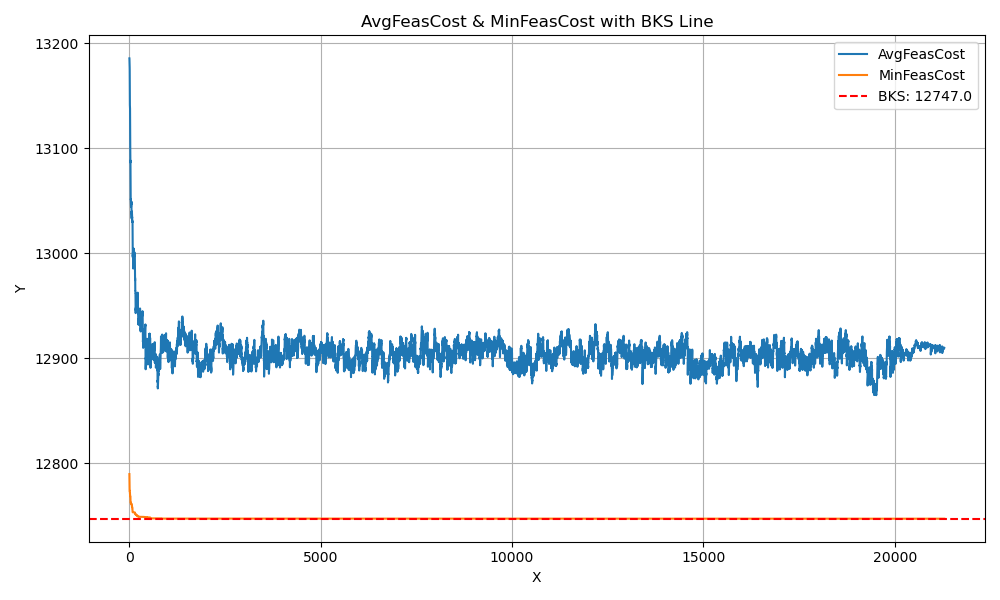 AvgFeasCost & MinFeasCost with BKS Line
13200
13100
13000
12900
12800
Y
AvgFeasCost
MinFeasCost
BKS: 12747.0
0
5000
10000
15000
20000
X